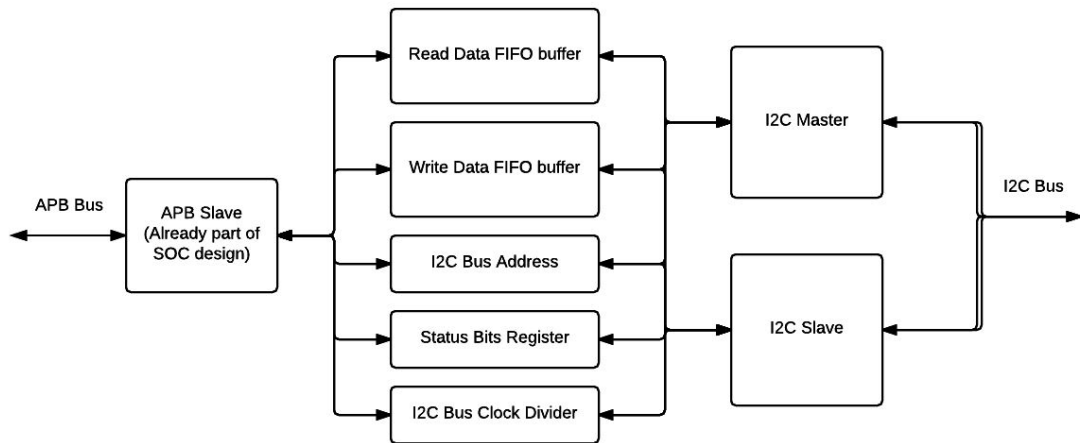 Read Data FIFO buffer
I2C Master
Write Data FIFO buffer
APB Bus
APB Slave
(Already part of
SOC design)
I2C Bus
I2C Bus Address
Status Bits Register
I2C Slave
I2C Bus Clock Divider